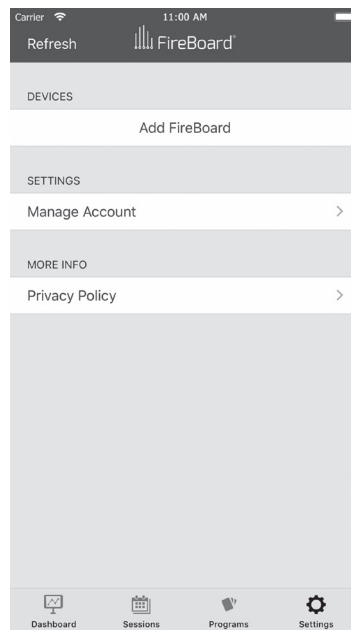 Carrier 11:00 AM
Refresh FireBoard®
DEVICES
Add FireBoard
SETTINGS
Manage Account
MORE INFO
Privacy Policy
Dashboard Sessions Programs Settings